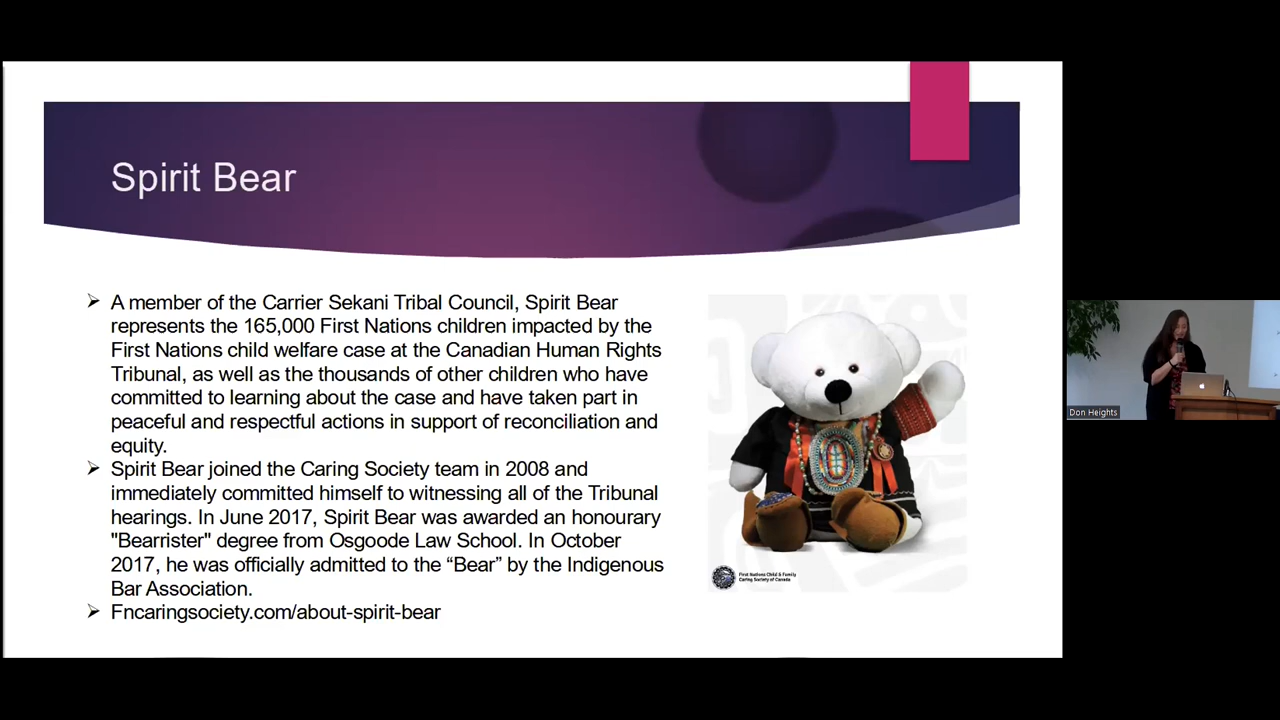 Spirit Bear
A member of the Carrier Sekani Tribal Council, Spirit Bear
represents the 165,000 First Nations children impacted by the
First Nations child welfare case at the Canadian Human Rights
Tribunal, as well as the thousands of other children who have
committed to learning about the case and have taken part in
peaceful and respectful actions in support of reconciliation and
equity.
Spirit Bear joined the Caring Society team in 2008 and
immediately committed himself to witnessing all of the Tribunal
hearings. In June 2017, Spirit Bear was awarded an honourary
"Bearrister" degree from Osgoode Law School. In October
2017, he was officially admitted to the “Bear” by the Indigenous
Bar Association.
Fncaringsociety.com/about-spirit-bear
First Nations Child & Family
Caring Society of Canada
Don Heights